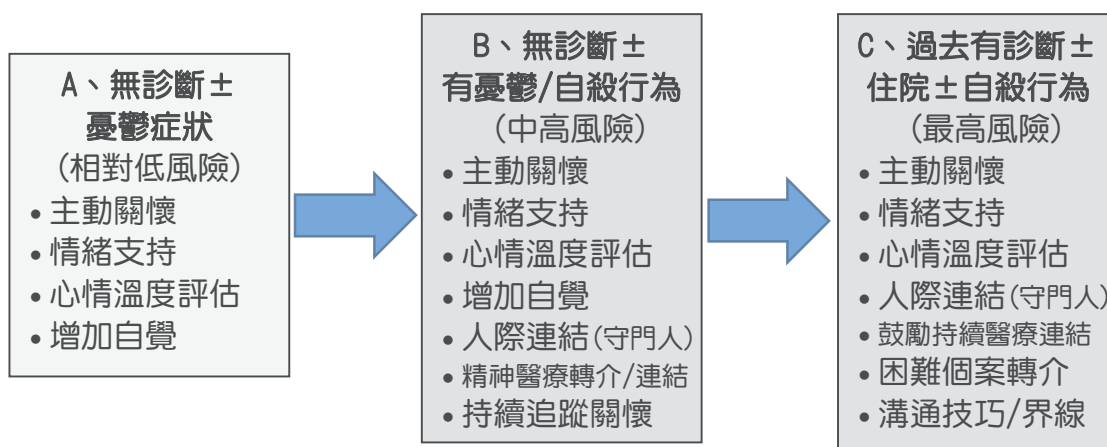 A、無診斷±
憂鬱症狀
(相對低風險)
• 主動關懷
• 情緒支持
• 心情溫度評估
• 增加自覺
B、無診斷±
有憂鬱/自殺行為
(中高風險)
• 主動關懷
• 情緒支持
• 心情溫度評估
• 增加自覺
• 人際連結(守門人)
• 精神醫療轉介/連結
• 持續追蹤關懷
C、過去有診斷±
住院±自殺行為
(最高風險)
• 主動關懷
• 情緒支持
• 心情溫度評估
• 人際連結(守門人)
• 鼓勵持續醫療連結
• 困難個案轉介
• 溝通技巧/界線